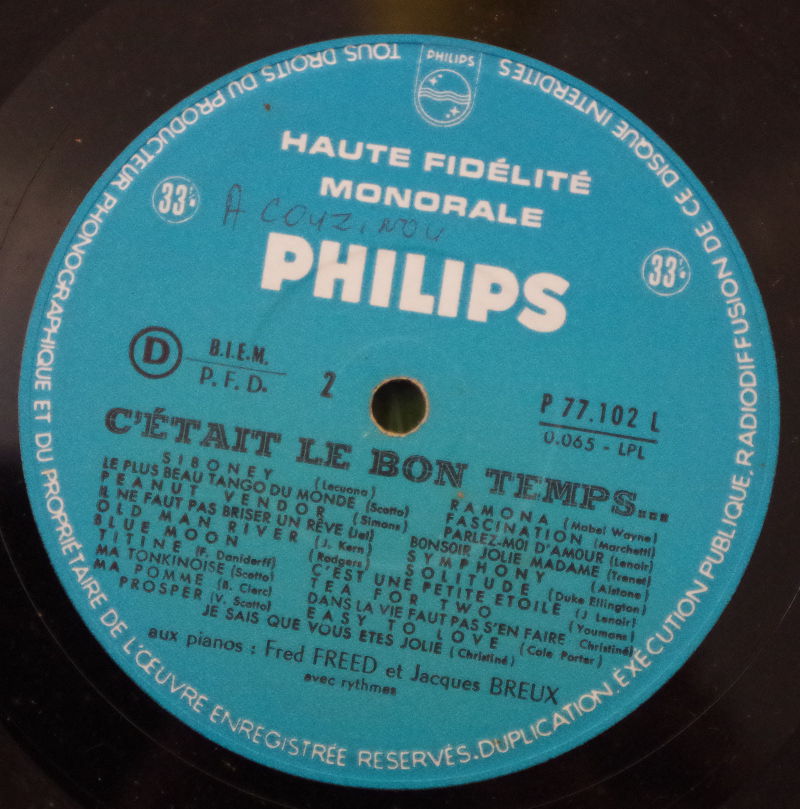 PHILIPS
TOUS DROITS DU PRODUCTEUR PHONOGRAPHIQUE ET DU PROPRIÉTAIRE DE L'ŒUVRE ENREGISTRÉE RESERVÉS. DUPLICATION. EXÉCUTION PUBLIQUE. RADIODIFFUSION DE CE DISQUE INTERDITES
HAUTE FIDÉLITÉ
MONORALE
33 33
A COUZINOU
PHILIPS
D B.I.E.M.
P.F.D. 2
P 77.102 L
0.065 - LPL
C'ÉTAIT LE BON TEMPS...
SIBONEY (Lecuona)
LE PLUS BEAU TANGO DU MONDE (Scotto)
PEANUT VENDOR (Simons)
IL NE FAUT PAS BRISER UN RÊVE (Jal)
OLD MAN RIVER (J. Kern)
BLUE MOON (Rodgers)
TITINE (F. Daniderff)
MA TONKINOISE (Scotto)
MA POMME (B. Clerc)
PROSPER (V. Scotto)
RAMONA (Mabel Wayne)
FASCINATION (Marchetti)
PARLEZ-MOI D'AMOUR (Lenoir)
BONSOIR JOLIE MADAME (Trenet)
SYMPHONY (Alstone)
SOLITUDE (Duke Ellington)
C'EST UNE PETITE ETOILE (J Lenoir)
TEA FOR TWO (Youmans)
DANS LA VIE FAUT PAS S'EN FAIRE (Christiné)
EASY TO LOVE (Cole Porter)
JE SAIS QUE VOUS ETES JOLIE (Christiné)
aux pianos : Fred FREED et Jacques BREUX
avec rythmes